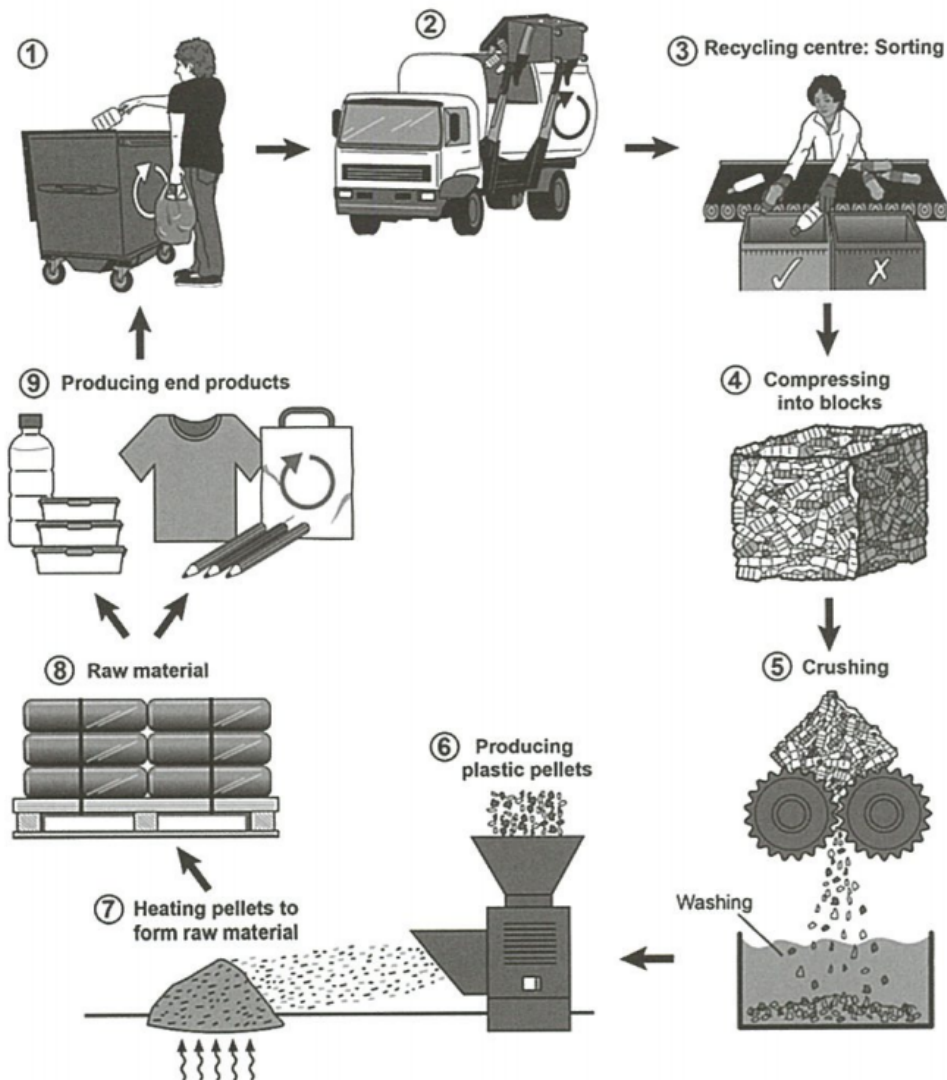 ①
②
③ Recycling centre: Sorting
④ Compressing
into blocks
⑤ Crushing
Washing
⑥ Producing
plastic pellets
⑦ Heating pellets to
form raw material
⑧ Raw material
⑨ Producing end products